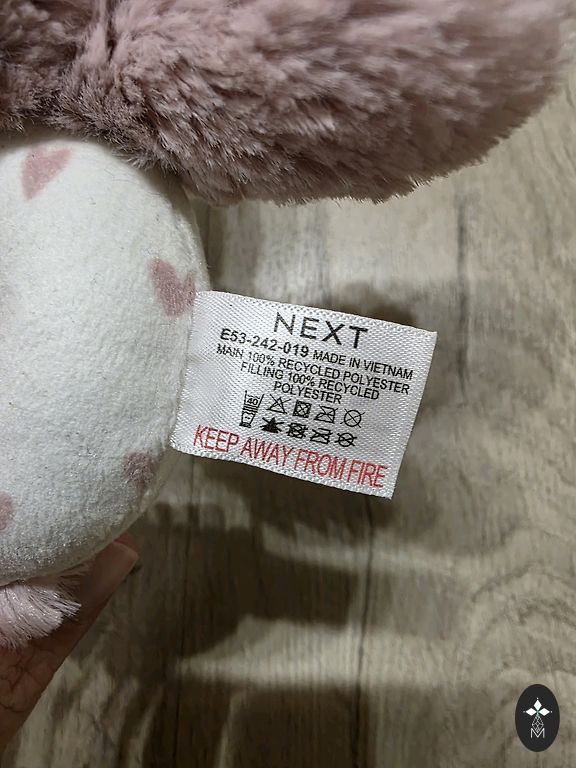 NEXT
E53-242-019 MADE IN VIETNAM
MAIN 100% RECYCLED POLYESTER
FILLING 100% RECYCLED
POLYESTER
40
KEEP AWAY FROM FIRE
M